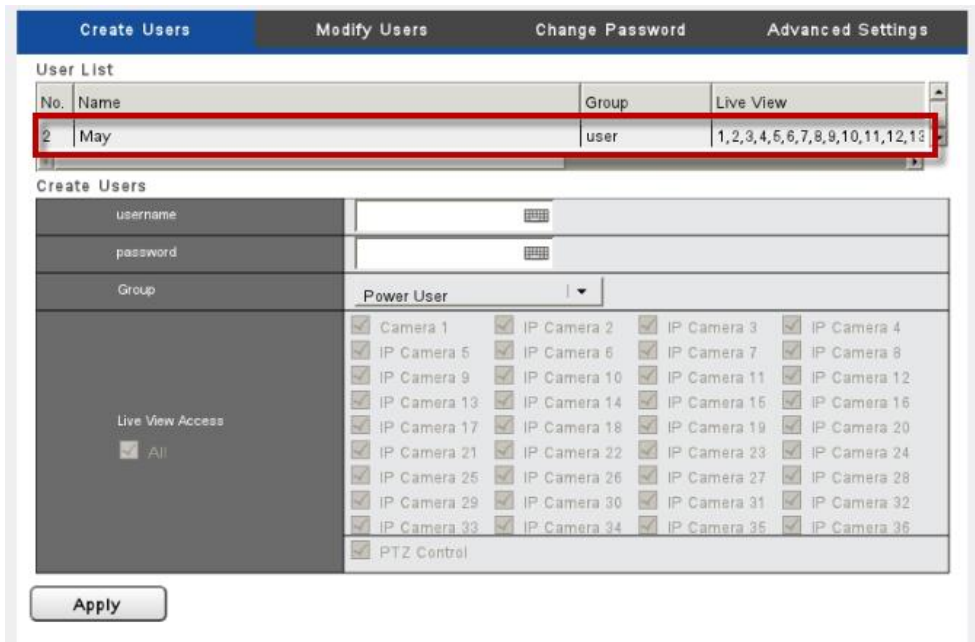 Create Users Modify Users Change Password Advanced Settings
User List
No. Name Group Live View
2 May user 1,2,3,4,5,6,7,8,9,10,11,12,13
Create Users
username
password
Group Power User
Camera 1 IP Camera 2 IP Camera 3 IP Camera 4
IP Camera 5 IP Camera 6 IP Camera 7 IP Camera 8
IP Camera 9 IP Camera 10 IP Camera 11 IP Camera 12
IP Camera 13 IP Camera 14 IP Camera 15 IP Camera 16
Live View Access IP Camera 17 IP Camera 18 IP Camera 19 IP Camera 20
All IP Camera 21 IP Camera 22 IP Camera 23 IP Camera 24
IP Camera 25 IP Camera 26 IP Camera 27 IP Camera 28
IP Camera 29 IP Camera 30 IP Camera 31 IP Camera 32
IP Camera 33 IP Camera 34 IP Camera 35 IP Camera 36
PTZ Control
Apply